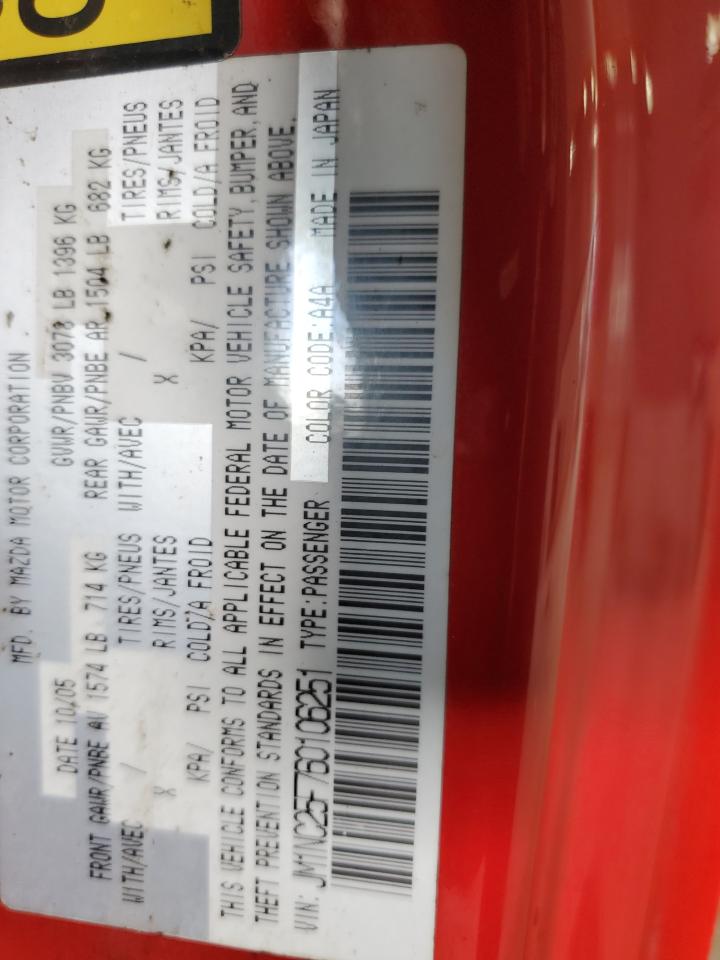 MFD. BY MAZDA MOTOR CORPORATION
DATE 10/05 GVWR/PNBV 3078 LB 1396 KG
FRONT GAWR/PNBE AV 1574 LB 714 KG REAR GAWR/PNBE AR 1504 LB 682 KG
WITH/AVEC TIRES/PNEUS WITH/AVEC TIRES/PNEUS
/ RIMS/JANTES / RIMS/JANTES
X X
KPA/ PSI COLD/A FROID KPA/ PSI COLD/A FROID
THIS VEHICLE CONFORMS TO ALL APPLICABLE FEDERAL MOTOR VEHICLE SAFETY, BUMPER, AND
THEFT PREVENTION STANDARDS IN EFFECT ON THE DATE OF MANUFACTURE SHOWN ABOVE.
VIN: JM1NC25F760106251 TYPE:PASSENGER COLOR CODE:A4A MADE IN JAPAN